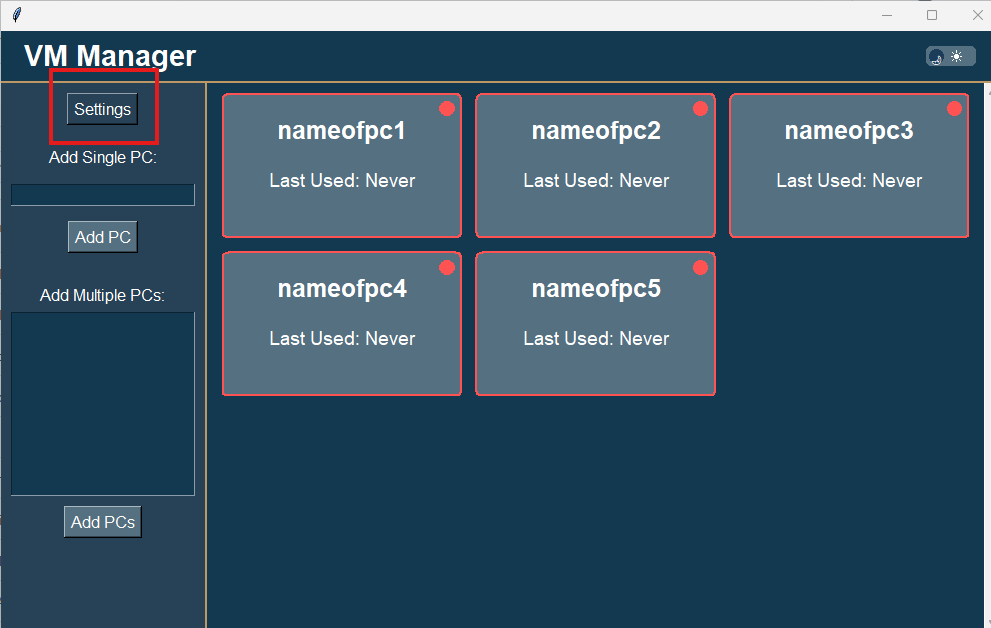 VM Manager
Settings
Add Single PC:
Add PC
Add Multiple PCs:
Add PCs
nameofpc1
Last Used: Never
nameofpc2
Last Used: Never
nameofpc3
Last Used: Never
nameofpc4
Last Used: Never
nameofpc5
Last Used: Never